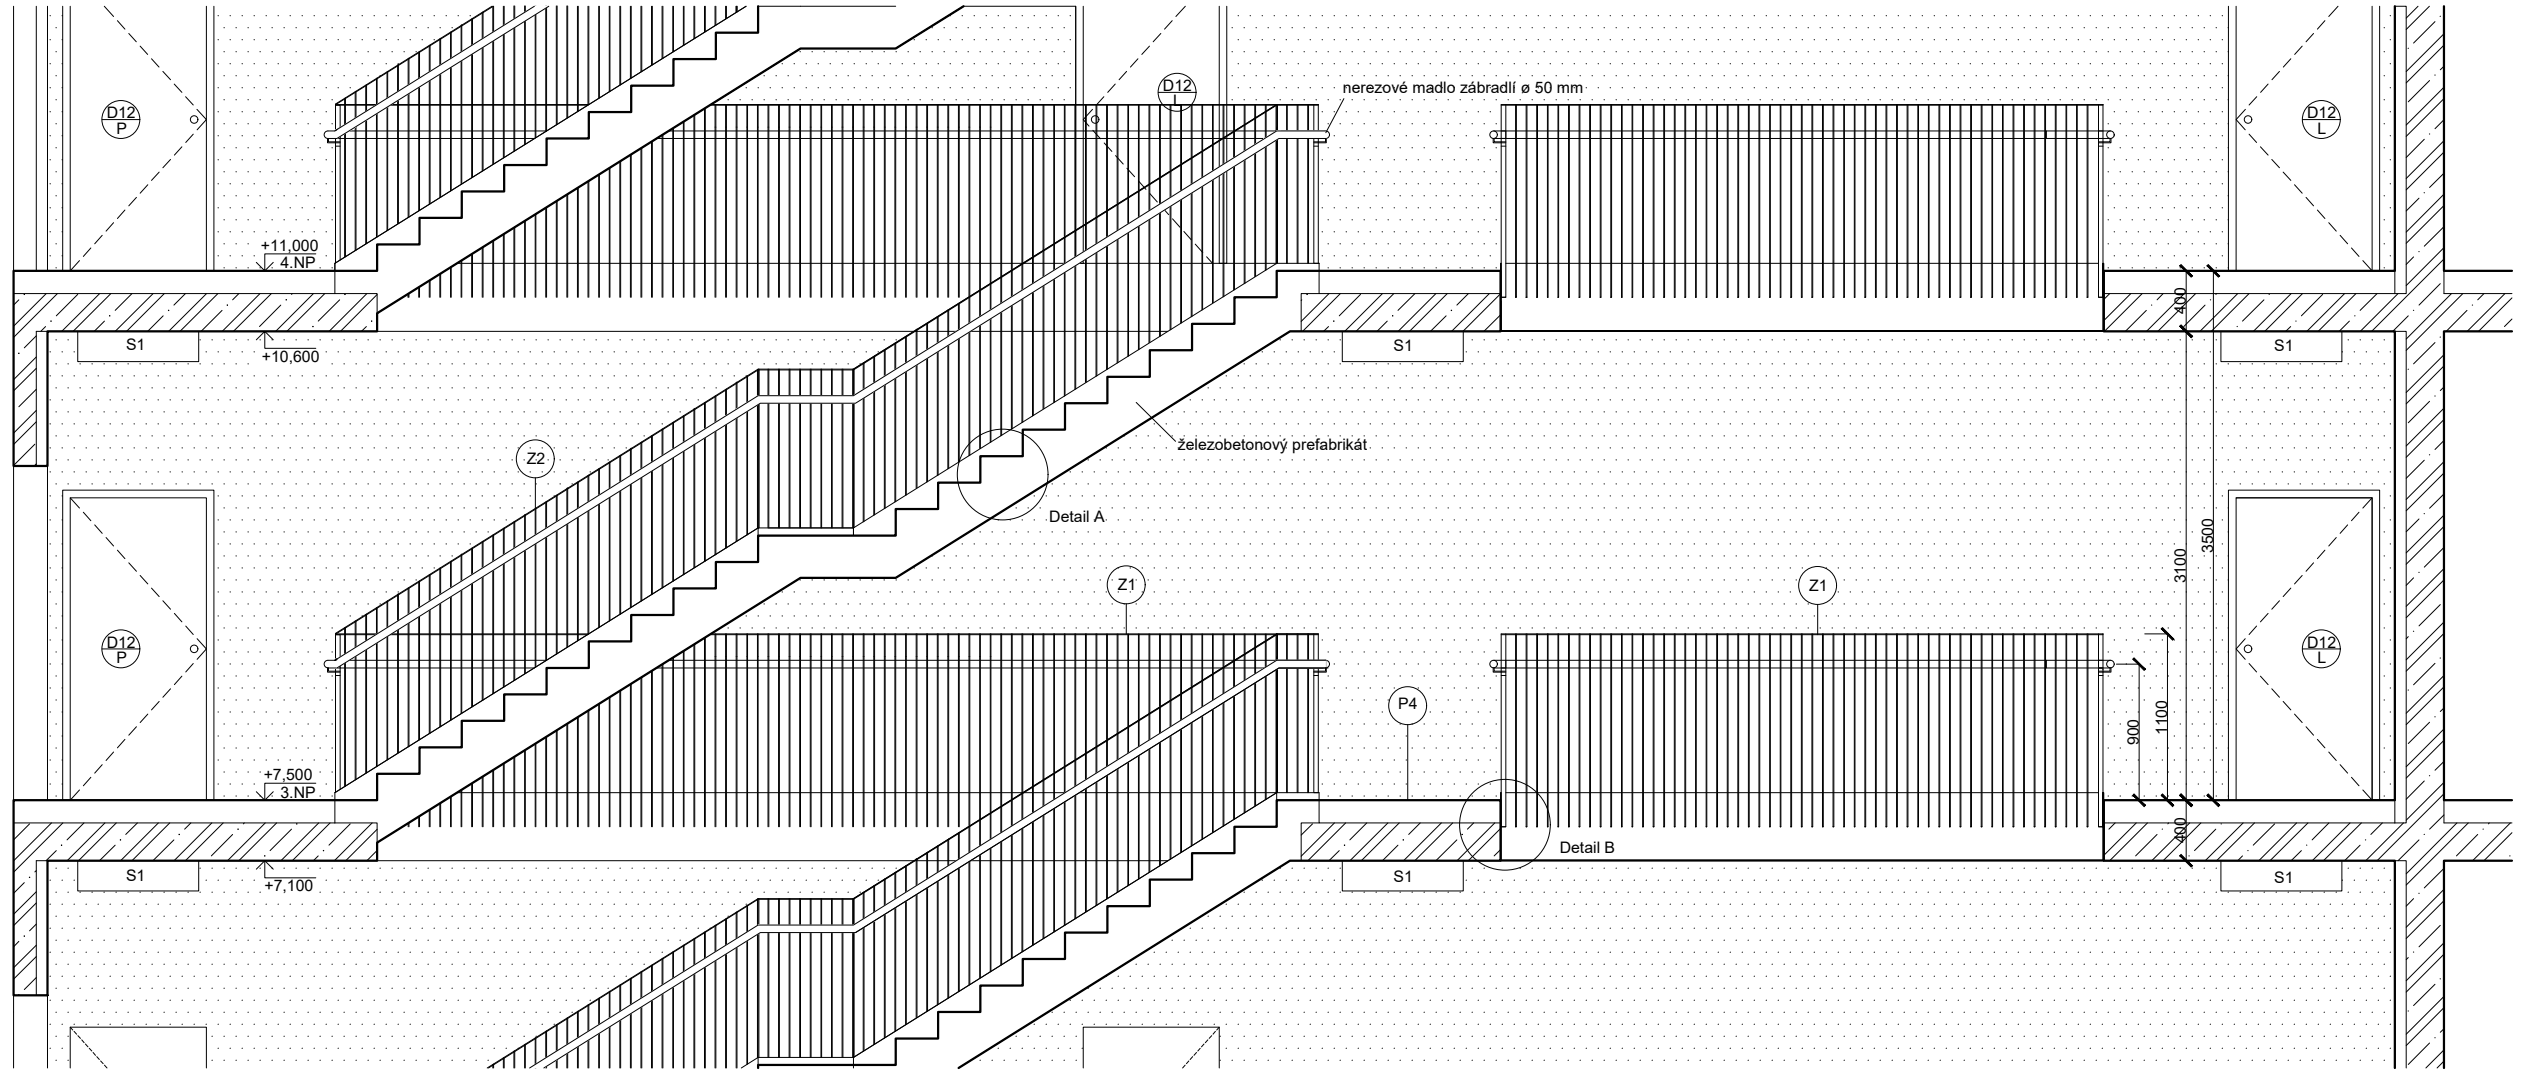 nerezové madlo zábradlí ø 50 mm
D12
L
D12
P
D12
L
+11,000
4.NP
400
S1
+10,600
S1
S1
železobetonový prefabrikát
Z2
Detail A
3500
3100
Z1
Z1
D12
P
D12
L
P4
1100
900
+7,500
3.NP
400
Detail B
S1
+7,100
S1
S1